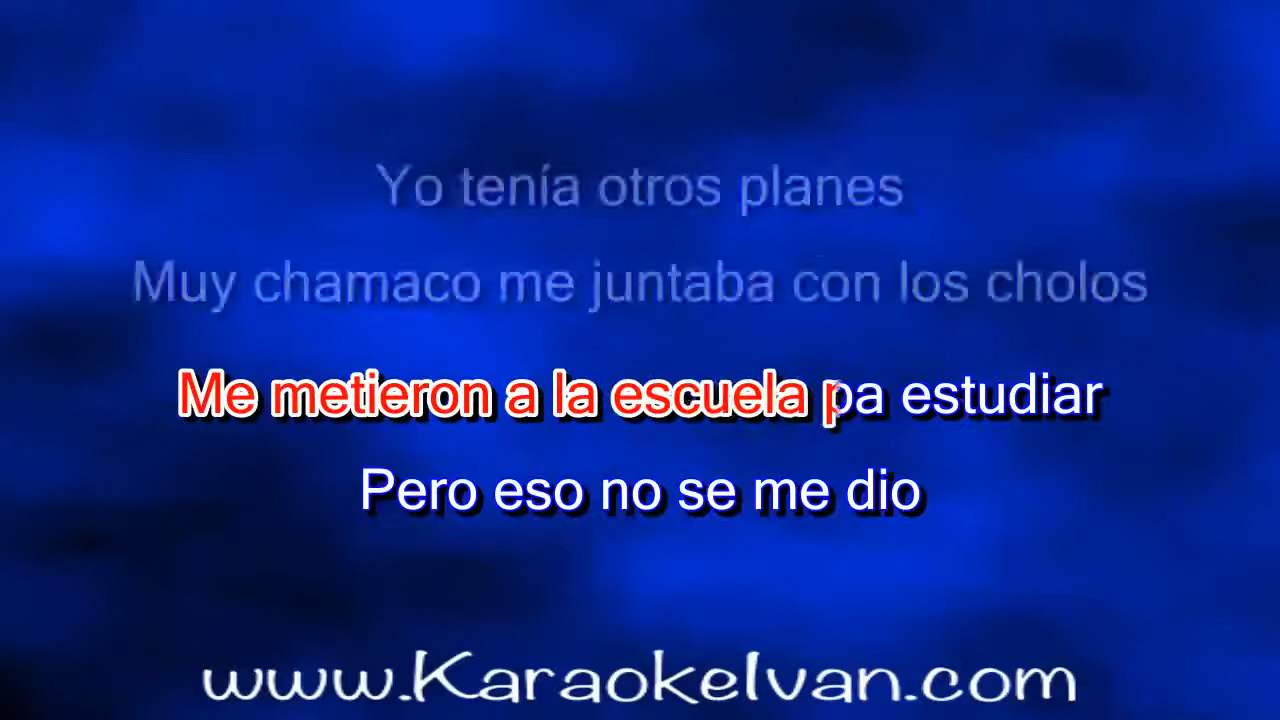 Yo tenía otros planes
Muy chamaco me juntaba con los cholos
Me metieron a la escuela pa estudiar
Pero eso no se me dio
www.KaraokeIvan.com